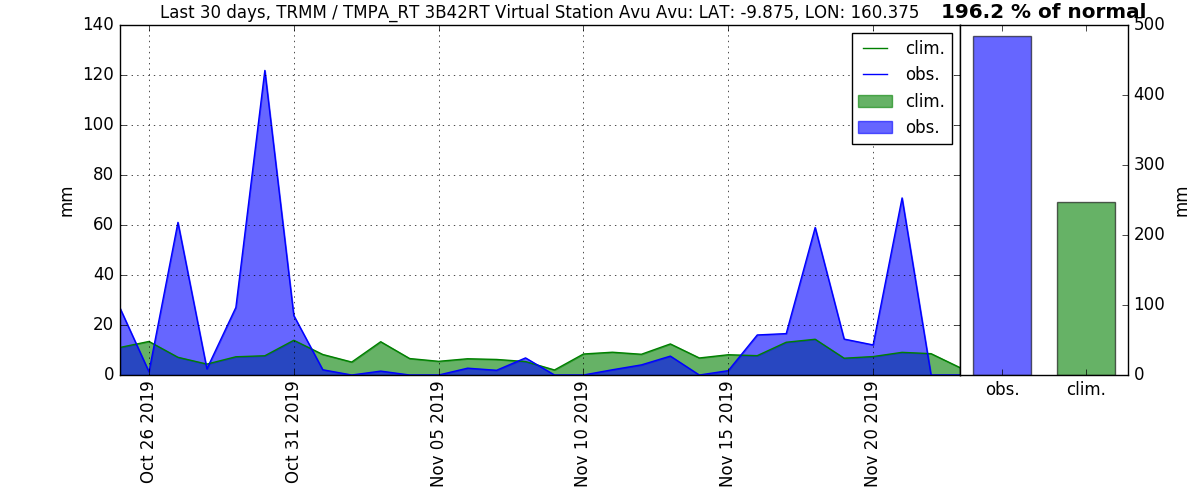 Last 30 days, TRMM / TMPA_RT 3B42RT Virtual Station Avu Avu: LAT: -9.875, LON: 160.375
196.2 % of normal
140
120
100
80
60
40
20
0
mm
clim.
obs.
clim.
obs.
Oct 26 2019
Oct 31 2019
Nov 05 2019
Nov 10 2019
Nov 15 2019
Nov 20 2019
500
400
300
200
100
0
mm
obs.
clim.